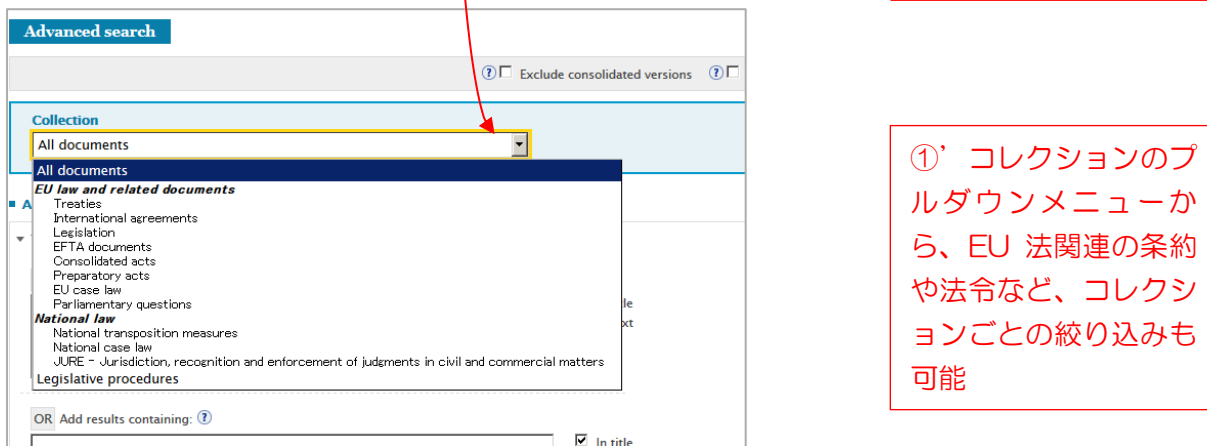 Advanced search
Exclude consolidated versions
Collection
All documents
All documents
EU law and related documents
Treaties
International agreements
Legislation
EFTA documents
Consolidated acts
Preparatory acts
EU case law
Parliamentary questions
National law
National transposition measures
National case law
JURE - Jurisdiction, recognition and enforcement of judgments in civil and commercial matters
Legislative procedures
OR Add results containing: ?
In title
①’コレクションのプ
ルダウンメニューか
ら、EU 法関連の条約
や法令など、コレクシ
ョンごとの絞り込みも
可能